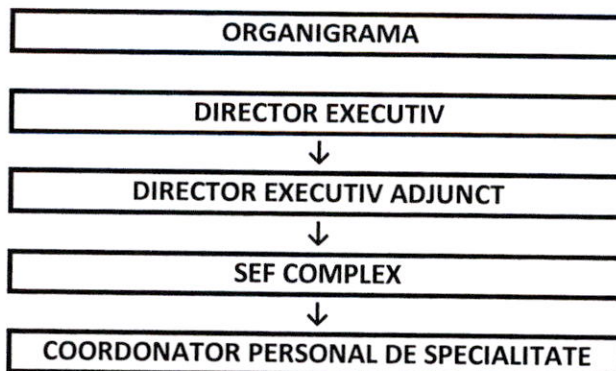 ORGANIGRAMA
DIRECTOR EXECUTIV
DIRECTOR EXECUTIV ADJUNCT
SEF COMPLEX
COORDONATOR PERSONAL DE SPECIALITATE